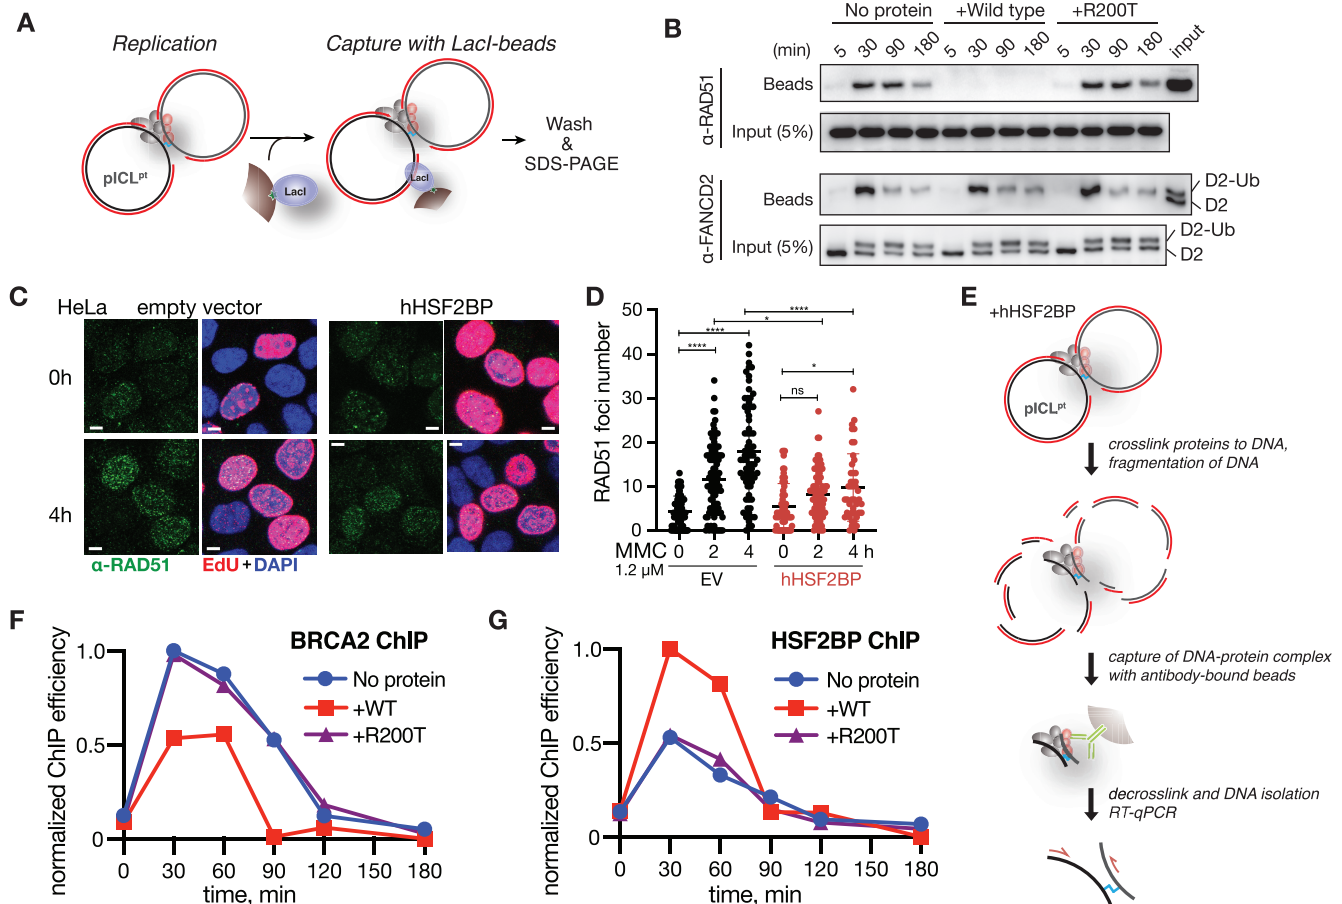 A
Replication
Capture with LacI-beads
pICLpt
LacI
LacI
Wash
&
SDS-PAGE
B
No protein
+Wild type
+R200T
(min)
5 30 90 180 5 30 90 180 5 30 90 180 input
α-RAD51
Beads
Input (5%)
α-FANCD2
Beads
D2-Ub
D2
Input (5%)
D2-Ub
D2
C
HeLa
empty vector
hHSF2BP
0h
4h
α-RAD51
EdU+DAPI
D
RAD51 foci number
50
40
30
20
10
0
****
****
*
****
ns
*
MMC 0 2 4 0 2 4 h
1.2 µM
EV
hHSF2BP
E
+hHSF2BP
pICLpt
crosslink proteins to DNA,
fragmentation of DNA
capture of DNA-protein complex
with antibody-bound beads
decrosslink and DNA isolation
RT-qPCR
F
BRCA2 ChIP
normalized ChIP efficiency
1.0
0.5
0
No protein
+WT
+R200T
0 30 60 90 120 150 180
time, min
G
HSF2BP ChIP
normalized ChIP efficiency
1.0
0.5
0
No protein
+WT
+R200T
0 30 60 90 120 150 180
time, min